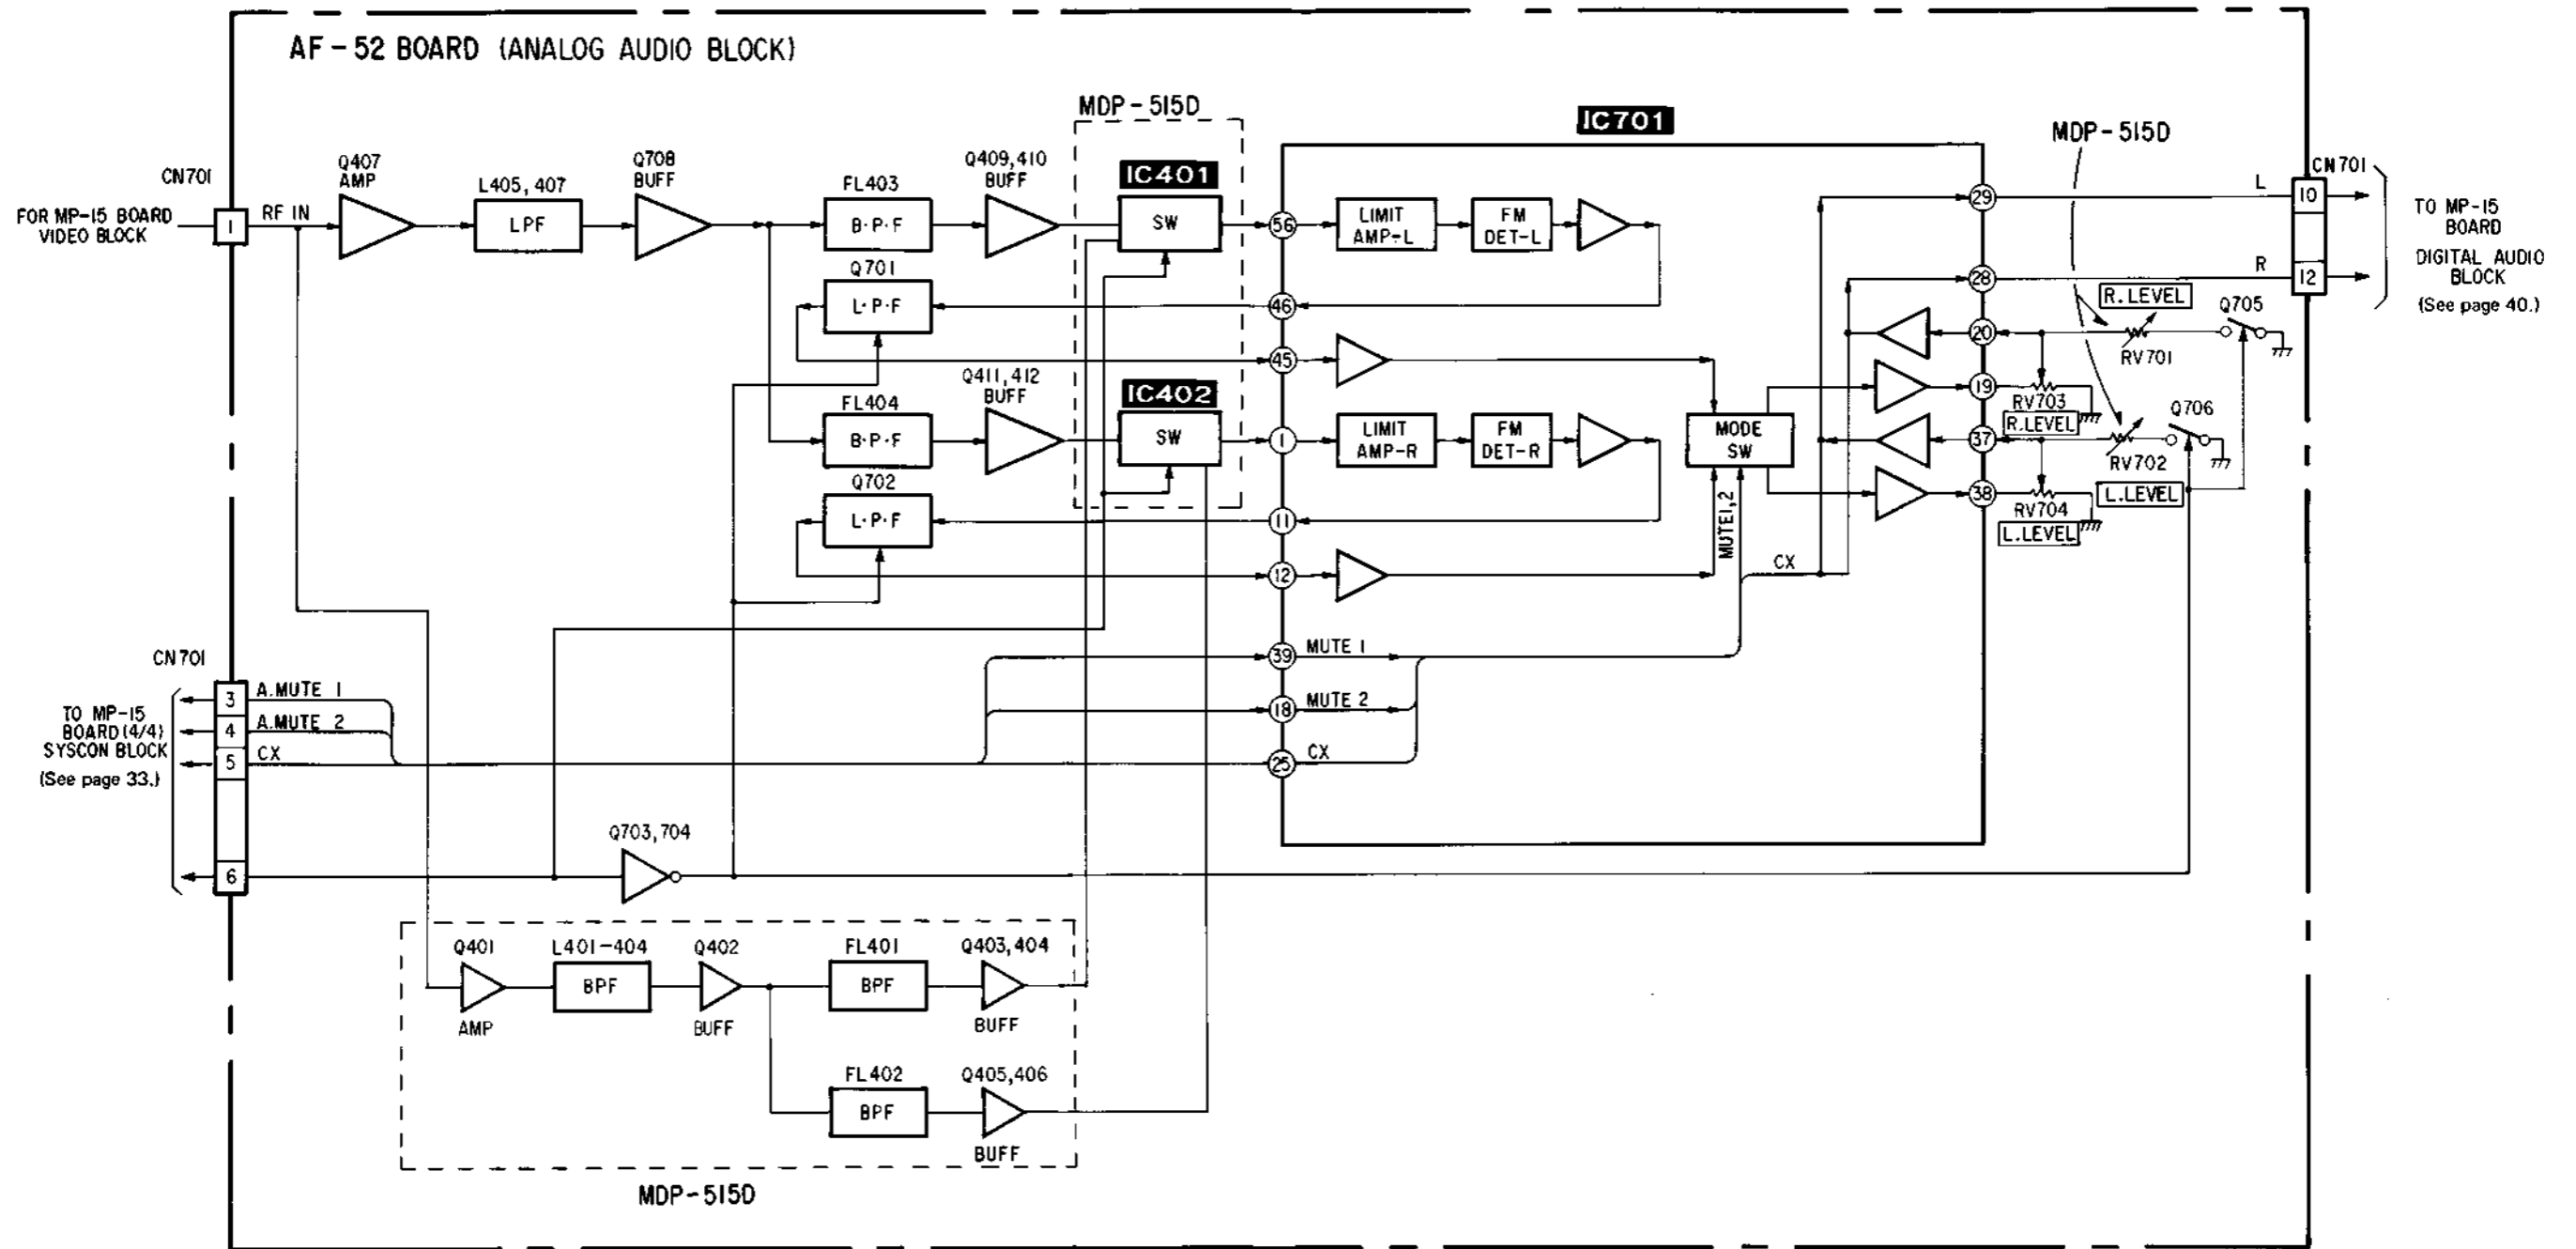 AF-52 BOARD (ANALOG AUDIO BLOCK)
MDP-515D
IC701
MDP-515D
CN701
FOR MP-15 BOARD
VIDEO BLOCK
1
RF IN
Q407
AMP
L405, 407
LPF
Q708
BUFF
FL403
B·P·F
Q409,410
BUFF
IC401
SW
56
LIMIT
AMP-L
FM
DET-L
29
L
CN701
10
12
TO MP-15
BOARD
DIGITAL AUDIO
BLOCK
(See page 40.)
28
R
Q701
L·P·F
46
45
20
R.LEVEL
RV701
Q705
19
RV703
R.LEVEL
FL404
B·P·F
Q411,412
BUFF
IC402
SW
1
LIMIT
AMP-R
FM
DET-R
MODE
SW
37
RV702
L.LEVEL
Q706
38
RV704
L.LEVEL
Q702
L·P·F
11
12
MUTE1,2
CX
CN701
TO MP-15
BOARD(4/4)
SYSCON BLOCK
(See page 33.)
3
A.MUTE 1
4
A.MUTE 2
5
CX
6
39
MUTE 1
18
MUTE 2
25
CX
Q703,704
Q401
AMP
L401-404
BPF
Q402
BUFF
FL401
BPF
Q403,404
BUFF
FL402
BPF
Q405,406
BUFF
MDP-515D